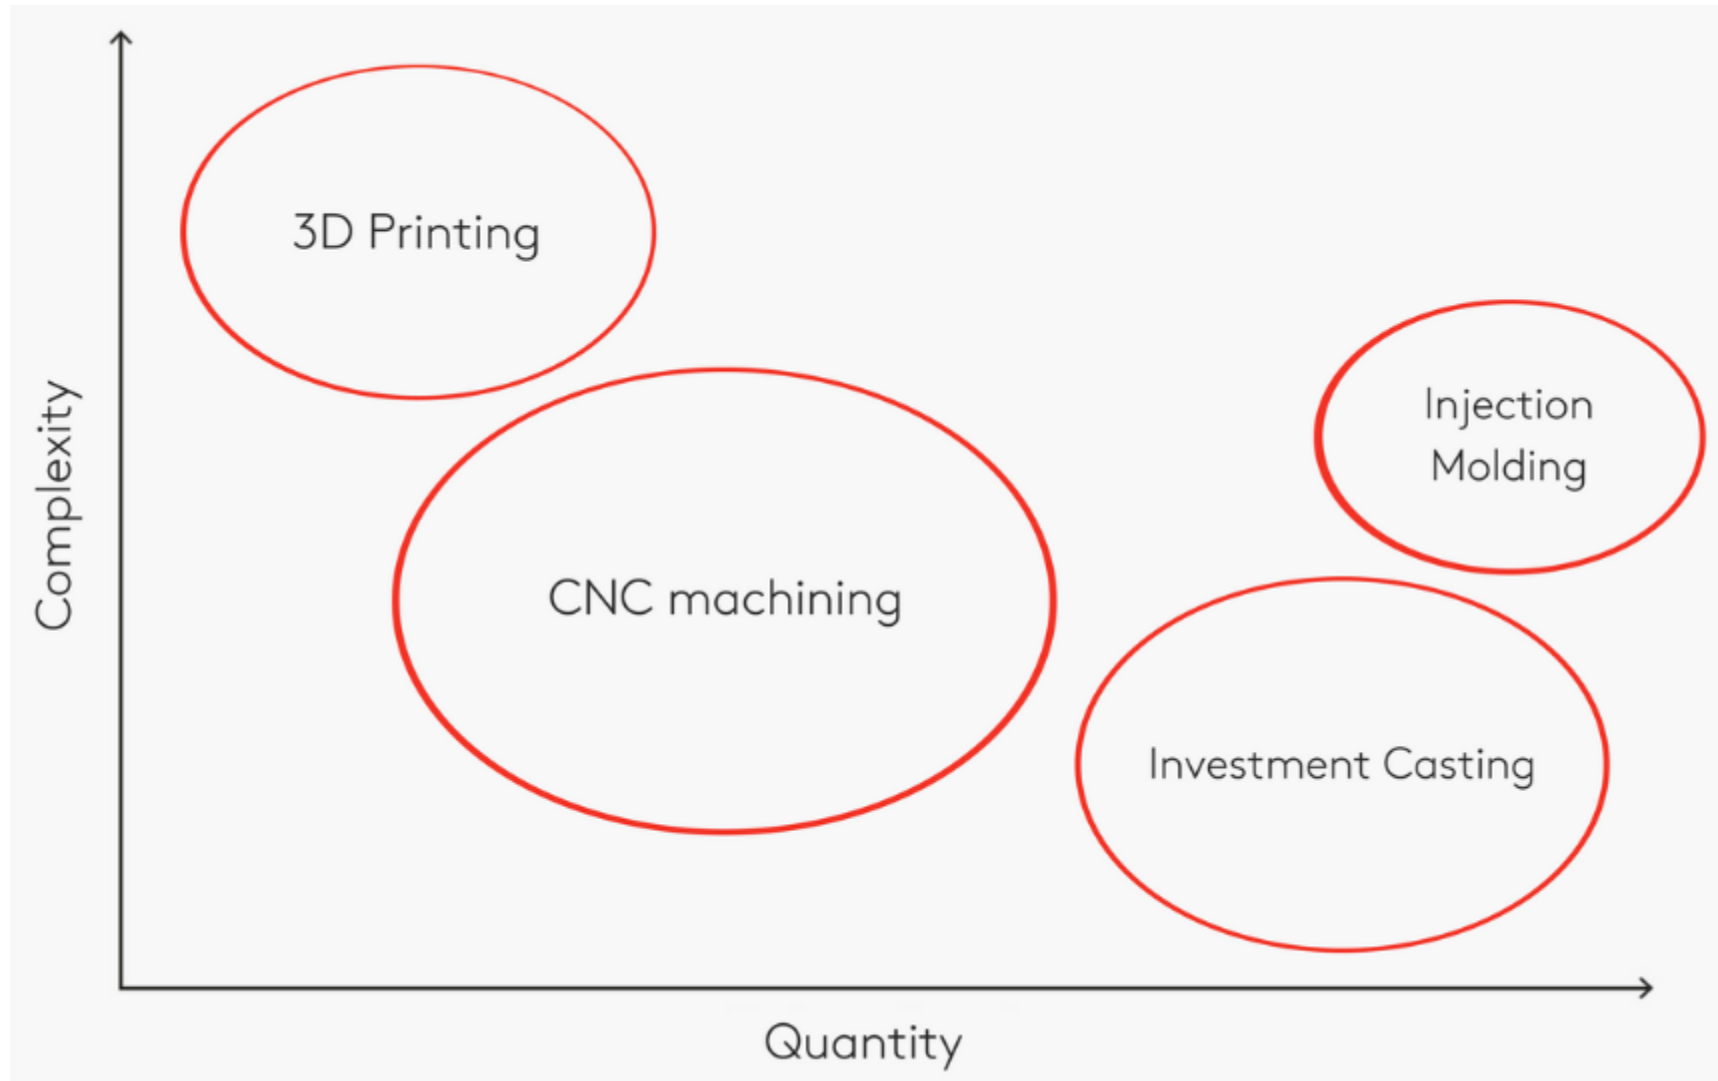 3D Printing
Injection
Molding
Complexity
CNC machining
Investment Casting
Quantity